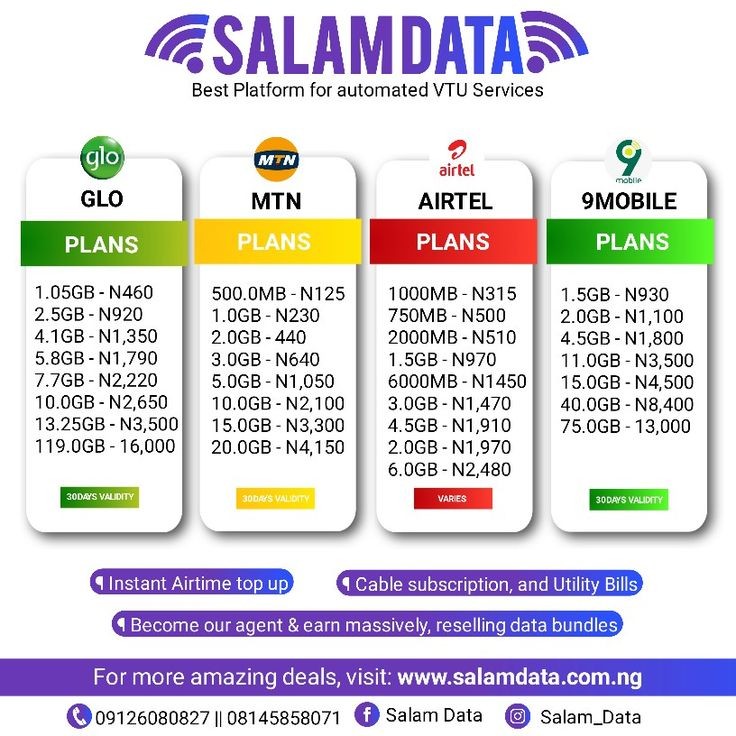 SALAMDATA
Best Platform for automated VTU Services
glo
GLO
PLANS
1.05GB - N460
2.5GB - N920
4.1GB - N1,350
5.8GB - N1,790
7.7GB - N2,220
10.0GB - N2,650
13.25GB - N3,500
119.0GB - 16,000
30DAYS VALIDITY
MTN
MTN
PLANS
500.0MB - N125
1.0GB - N230
2.0GB - 440
3.0GB - N640
5.0GB - N1,050
10.0GB - N2,100
15.0GB - N3,300
20.0GB - N4,150
30DAYS VALIDITY
airtel
AIRTEL
PLANS
1000MB - N315
750MB - N500
2000MB - N510
1.5GB - N970
6000MB - N1450
3.0GB - N1,470
4.5GB - N1,910
2.0GB - N1,970
6.0GB - N2,480
VARIES
9
mobile
9MOBILE
PLANS
1.5GB - N930
2.0GB - N1,100
4.5GB - N1,800
11.0GB - N3,500
15.0GB - N4,500
40.0GB - N8,400
75.0GB - 13,000
30DAYS VALIDITY
¶ Instant Airtime top up
¶ Cable subscription, and Utility Bills
¶ Become our agent & earn massively, reselling data bundles
For more amazing deals, visit: www.salamdata.com.ng
09126080827 || 08145858071 f Salam Data Salam_Data